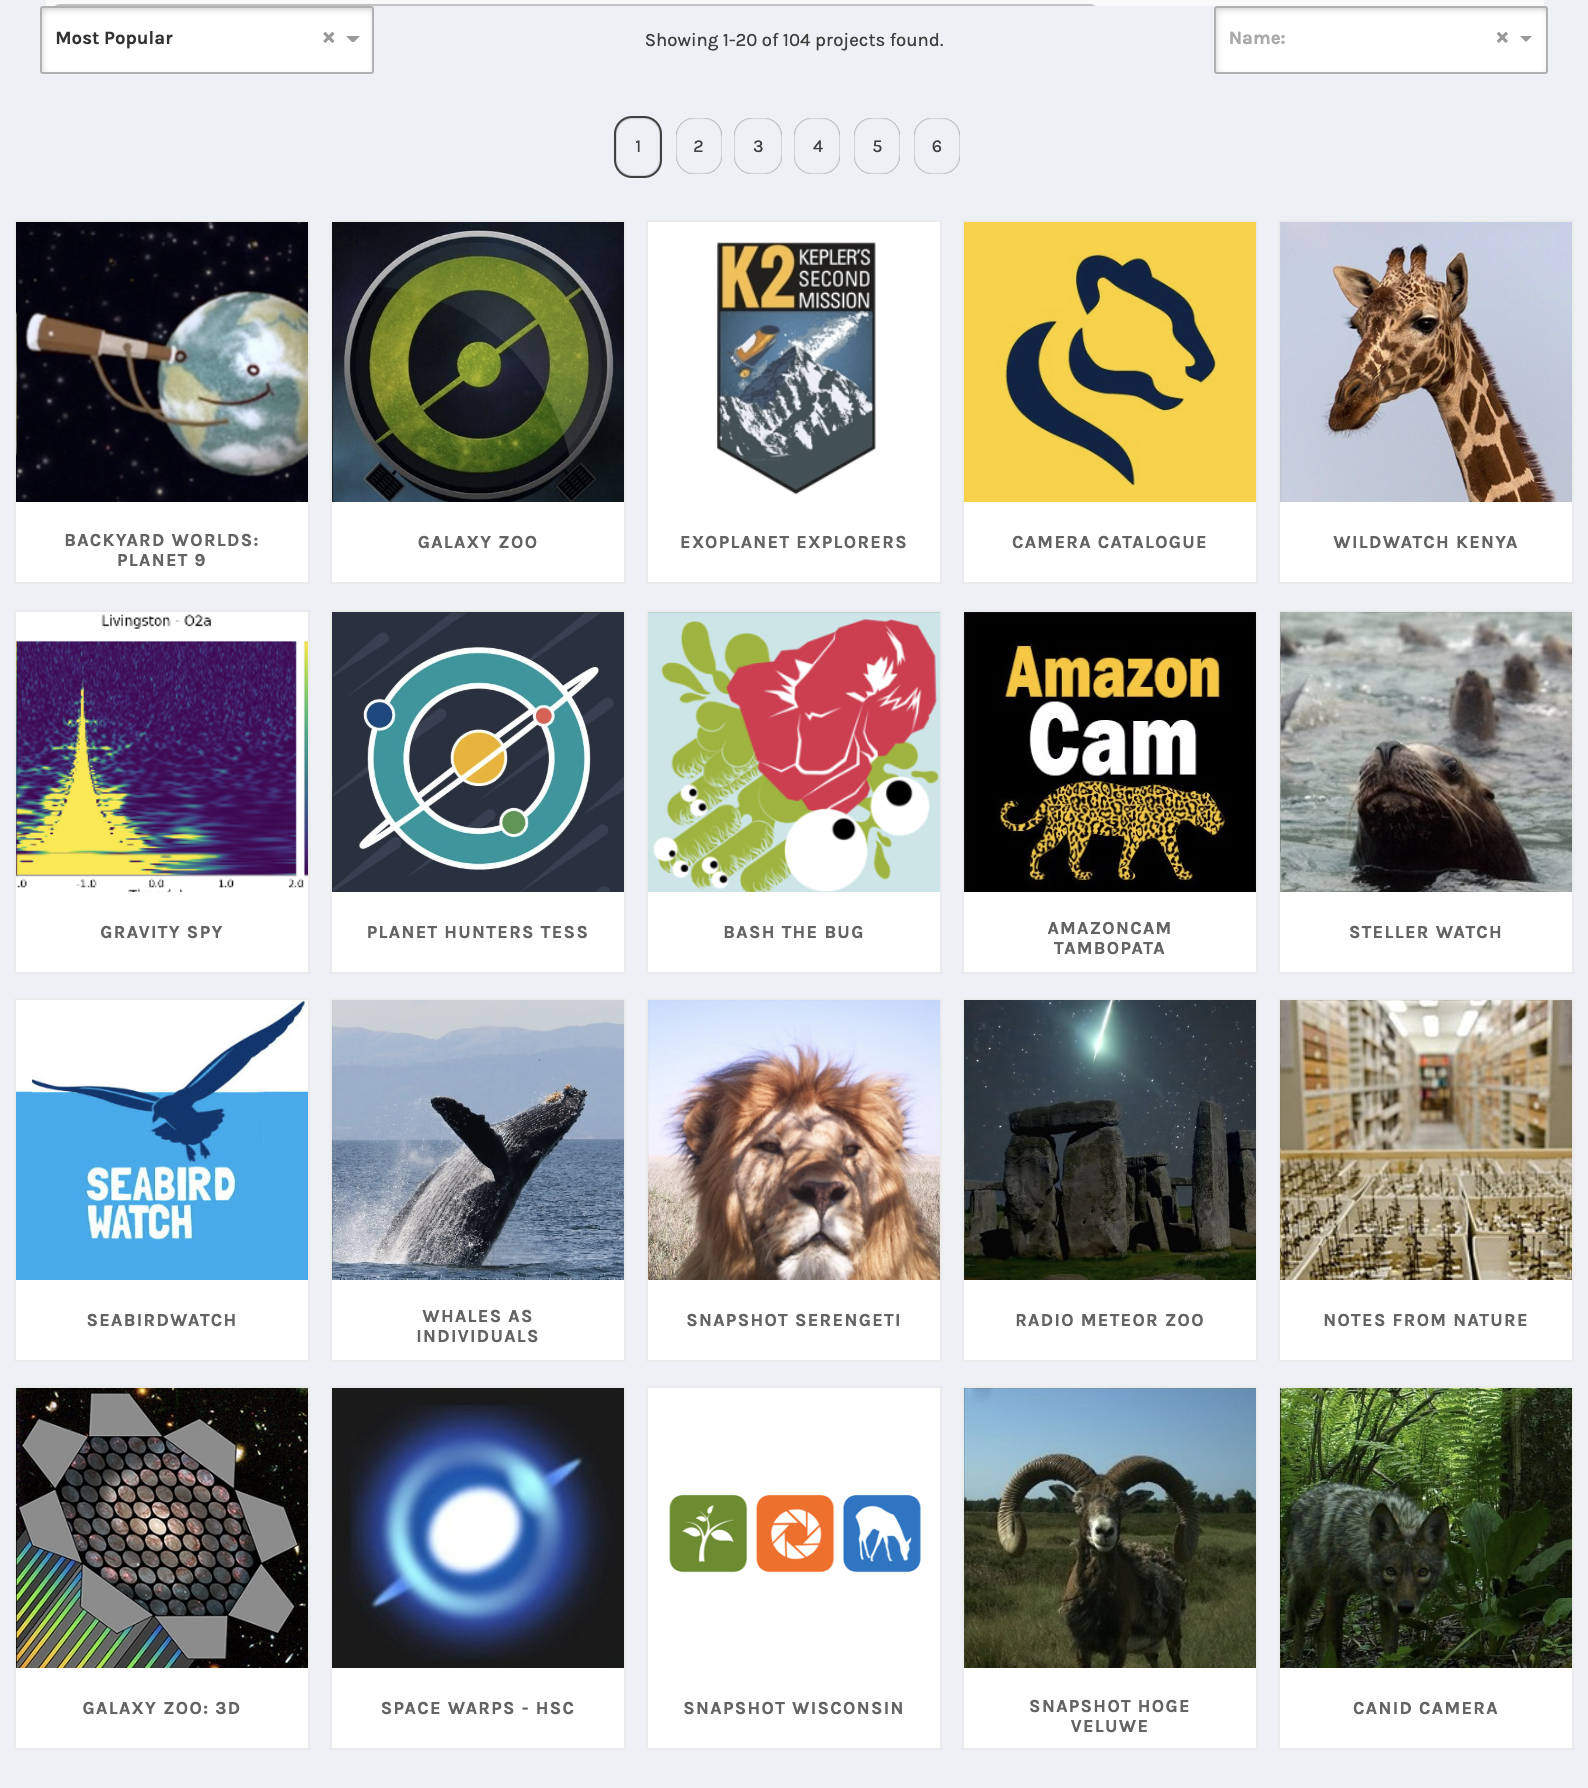 Most Popular
Showing 1-20 of 104 projects found.
Name:
1 2 3 4 5 6
K2 KEPLER'S
SECOND
MISSION
BACKYARD WORLDS:
PLANET 9
GALAXY ZOO
EXOPLANET EXPLORERS
CAMERA CATALOGUE
WILDWATCH KENYA
Livingston - O2a
.0 -1.0 0.0 1.0 2.0
Amazon
Cam
GRAVITY SPY
PLANET HUNTERS TESS
BASH THE BUG
AMAZONCAM
TAMBOPATA
STELLER WATCH
SEABIRD
WATCH
SEABIRDWATCH
WHALES AS
INDIVIDUALS
SNAPSHOT SERENGETI
RADIO METEOR ZOO
NOTES FROM NATURE
GALAXY ZOO: 3D
SPACE WARPS - HSC
SNAPSHOT WISCONSIN
SNAPSHOT HOGE
VELUWE
CANID CAMERA